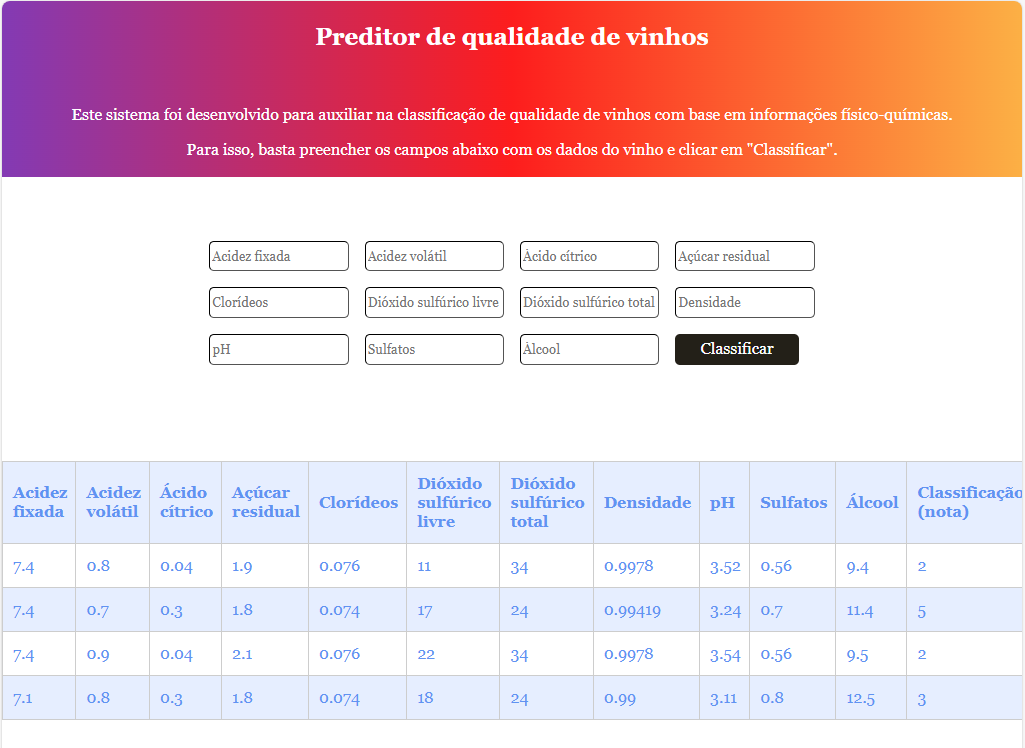 Preditor de qualidade de vinhos
Este sistema foi desenvolvido para auxiliar na classificação de qualidade de vinhos com base em informações físico-químicas.
Para isso, basta preencher os campos abaixo com os dados do vinho e clicar em "Classificar".
Acidez fixada Acidez volátil Ácido cítrico Açúcar residual
Clorídeos Dióxido sulfúrico livre Dióxido sulfúrico total Densidade
pH Sulfatos Álcool Classificar
Acidez fixada Acidez volátil Ácido cítrico Açúcar residual Clorídeos Dióxido sulfúrico livre Dióxido sulfúrico total Densidade pH Sulfatos Álcool Classificação (nota)
7.4 0.8 0.04 1.9 0.076 11 34 0.9978 3.52 0.56 9.4 2
7.4 0.7 0.3 1.8 0.074 17 24 0.99419 3.24 0.7 11.4 5
7.4 0.9 0.04 2.1 0.076 22 34 0.9978 3.54 0.56 9.5 2
7.1 0.8 0.3 1.8 0.074 18 24 0.99 3.11 0.8 12.5 3